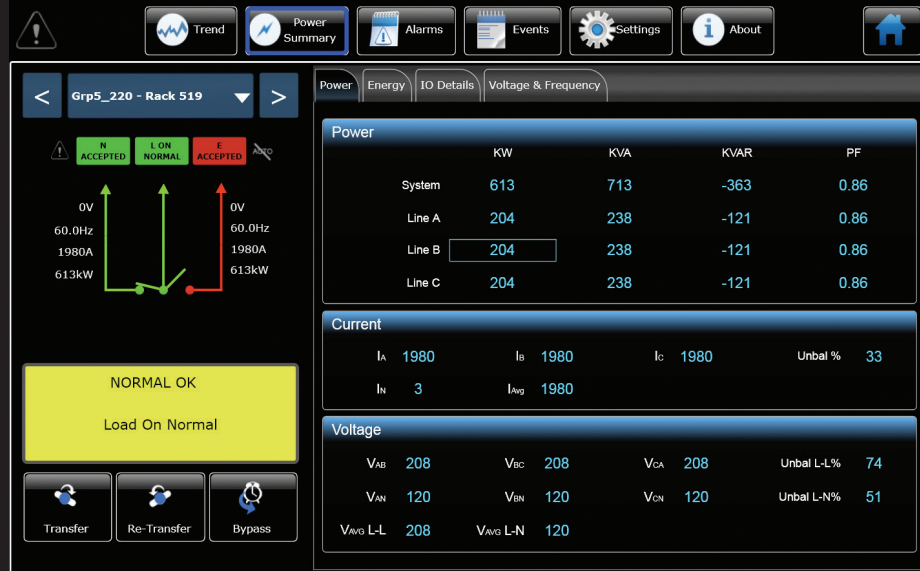 Trend
Power
Summary
Alarms
Events
Settings
i
About
<
Grp5_220 - Rack 519
>
N
ACCEPTED
L ON
NORMAL
E
ACCEPTED
AUTO
0V
60.0Hz
1980A
613kW
0V
60.0Hz
1980A
613kW
NORMAL OK
Load On Normal
Transfer
Re-Transfer
Bypass
Power
Energy
IO Details
Voltage & Frequency
Power
KW KVA KVAR PF
System 613 713 -363 0.86
Line A 204 238 -121 0.86
Line B 204 238 -121 0.86
Line C 204 238 -121 0.86
Current
IA 1980 IB 1980 IC 1980 Unbal % 33
IN 3 IAvg 1980
Voltage
VAB 208 VBC 208 VCA 208 Unbal L-L% 74
VAN 120 VBN 120 VCN 120 Unbal L-N% 51
VAVG L-L 208 VAVG L-N 120